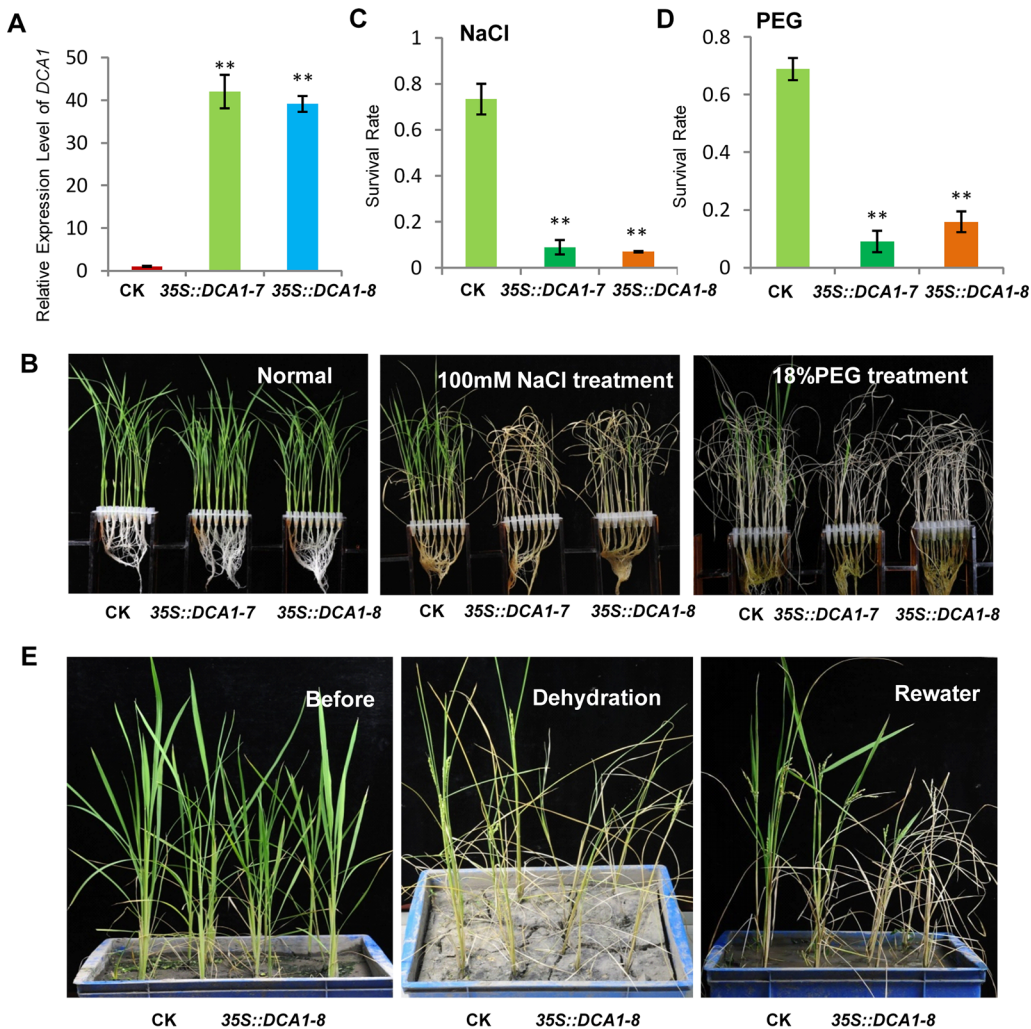 A
Relative Expression Level of DCA1
50
40
30
20
10
0
**
**
CK 35S::DCA1-7 35S::DCA1-8
C
NaCl
Survival Rate
1
0.8
0.6
0.4
0.2
0
**
**
CK 35S::DCA1-7 35S::DCA1-8
D
PEG
Survival Rate
0.8
0.6
0.4
0.2
0
**
**
CK 35S::DCA1-7 35S::DCA1-8
B
Normal
100mM NaCl treatment
18%PEG treatment
CK 35S::DCA1-7 35S::DCA1-8
CK 35S::DCA1-7 35S::DCA1-8
CK 35S::DCA1-7 35S::DCA1-8
E
Before
Dehydration
Rewater
CK 35S::DCA1-8
CK 35S::DCA1-8
CK 35S::DCA1-8